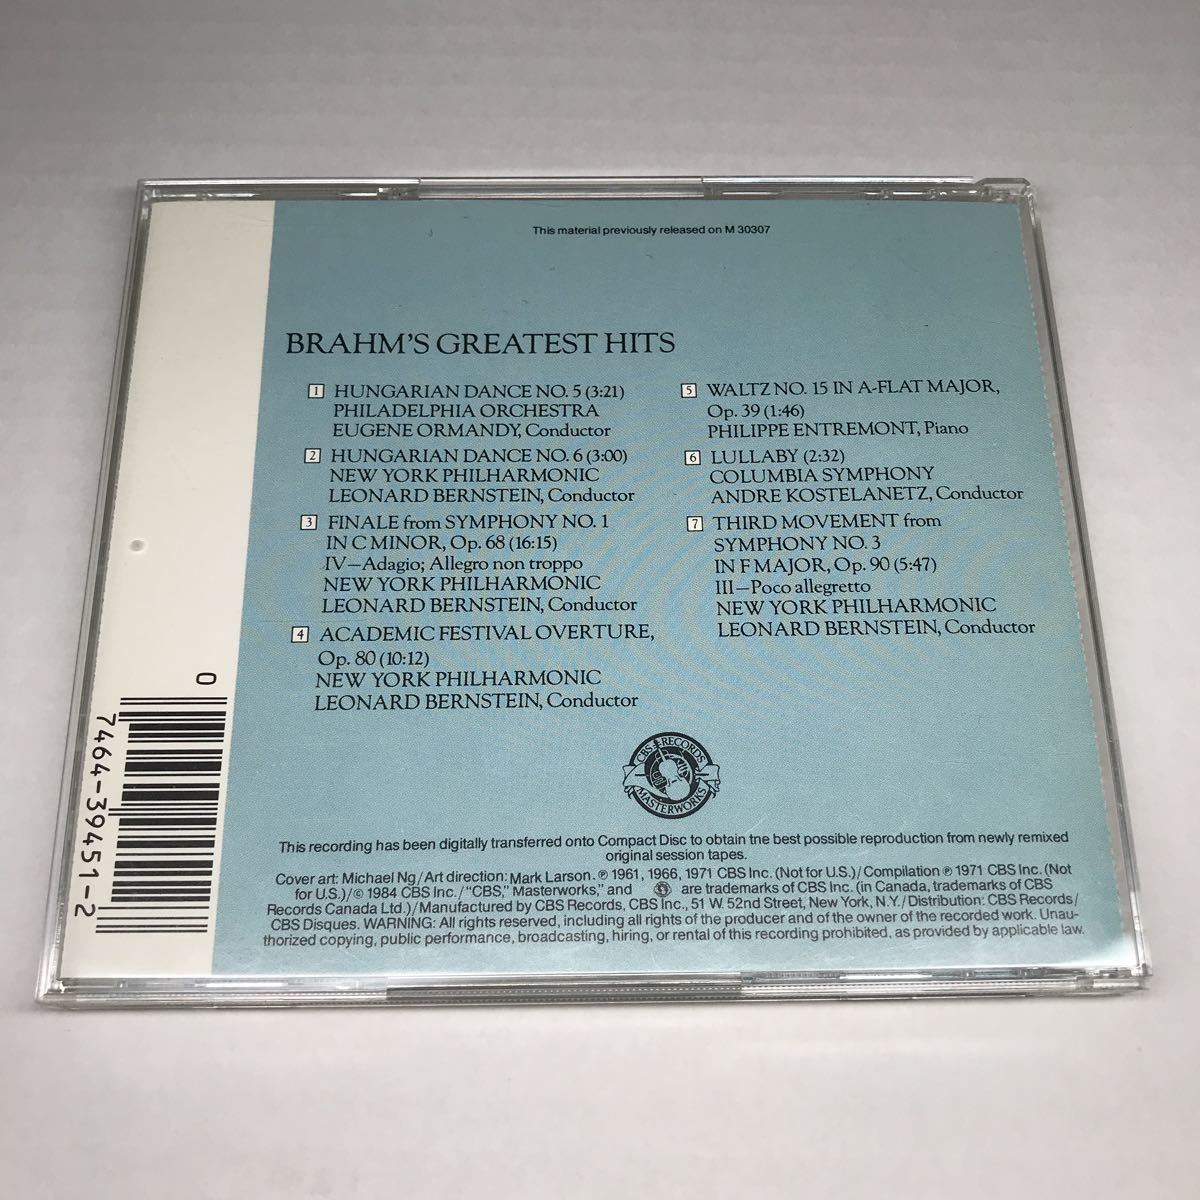 This material previously released on M 30307
BRAHM'S GREATEST HITS
1 HUNGARIAN DANCE NO. 5 (3:21)
PHILADELPHIA ORCHESTRA
EUGENE ORMANDY, Conductor
2 HUNGARIAN DANCE NO. 6 (3:00)
NEW YORK PHILHARMONIC
LEONARD BERNSTEIN, Conductor
3 FINALE from SYMPHONY NO. 1
IN C MINOR, Op. 68 (16:15)
IV—Adagio; Allegro non troppo
NEW YORK PHILHARMONIC
LEONARD BERNSTEIN, Conductor
4 ACADEMIC FESTIVAL OVERTURE,
Op. 80 (10:12)
NEW YORK PHILHARMONIC
LEONARD BERNSTEIN, Conductor
5 WALTZ NO. 15 IN A-FLAT MAJOR,
Op. 39 (1:46)
PHILIPPE ENTREMONT, Piano
6 LULLABY (2:32)
COLUMBIA SYMPHONY
ANDRE KOSTELANETZ, Conductor
7 THIRD MOVEMENT from
SYMPHONY NO. 3
IN F MAJOR, Op. 90 (5:47)
III—Poco allegretto
NEW YORK PHILHARMONIC
LEONARD BERNSTEIN, Conductor
CBS RECORDS
MASTERWORKS
This recording has been digitally transferred onto Compact Disc to obtain the best possible reproduction from newly remixed
original session tapes.
Cover art: Michael Ng/Art direction: Mark Larson. ℗ 1961, 1966, 1971 CBS Inc. (Not for U.S.)/Compilation ℗ 1971 CBS Inc. (Not
for U.S.)/© 1984 CBS Inc./"CBS," Masterworks," and are trademarks of CBS Inc. (in Canada, trademarks of CBS
Records Canada Ltd.)/Manufactured by CBS Records, CBS Inc., 51 W. 52nd Street, New York, N.Y./Distribution: CBS Records/
CBS Disques. WARNING: All rights reserved, including all rights of the producer and of the owner of the recorded work. Unau-
thorized copying, public performance, broadcasting, hiring, or rental of this recording prohibited, as provided by applicable law.
0
7464-39451-2